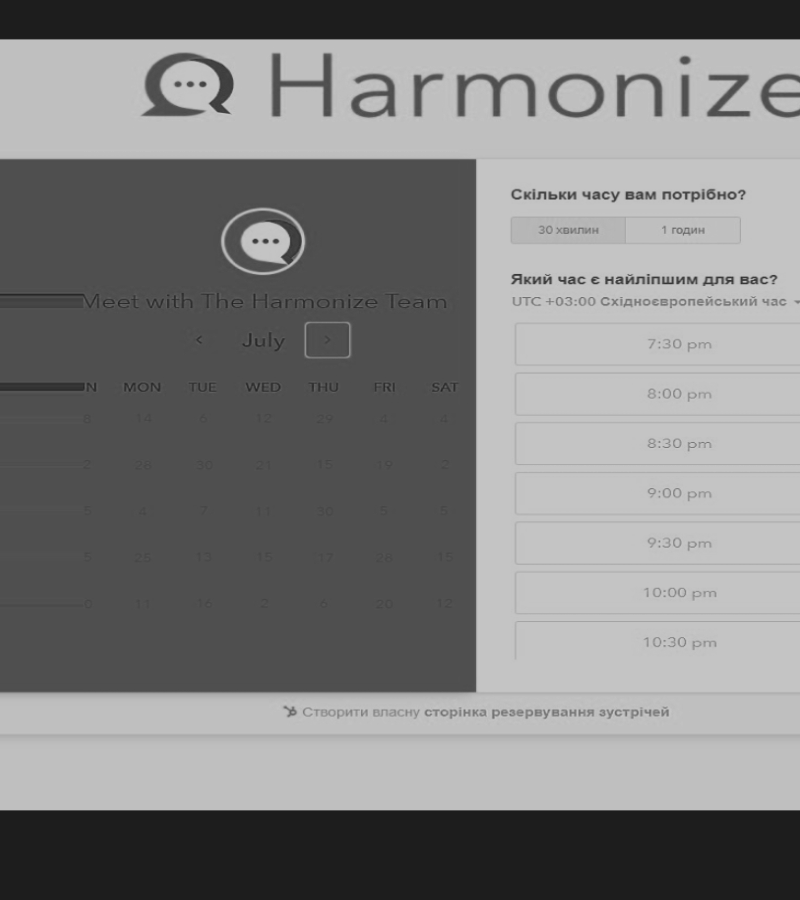 Harmonize
Meet with The Harmonize Team
< July >
N MON TUE WED THU FRI SAT
8 14 6 12 29 4 4
2 28 30 21 15 19 2
5 4 7 11 30 5 5
5 25 13 15 17 28 15
0 11 16 2 6 20 12
Скільки часу вам потрібно?
30 хвилин 1 годин
Який час є найліпшим для вас?
UTC +03:00 Східноєвропейський час
7:30 pm
8:00 pm
8:30 pm
9:00 pm
9:30 pm
10:00 pm
10:30 pm
Створити власну сторінка резервування зустрічей